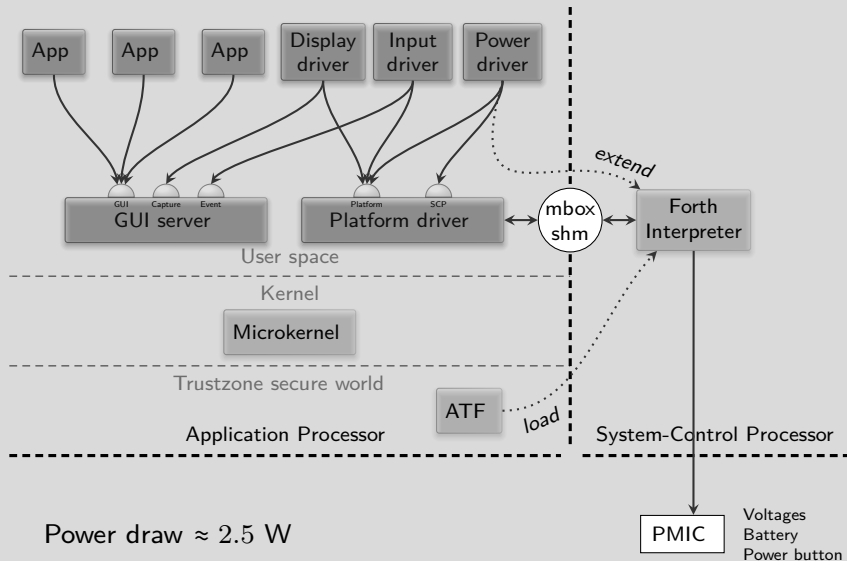 App
App
App
Display
driver
Input
driver
Power
driver
extend
GUI
Capture
Event
GUI server
Platform
SCP
Platform driver
mbox
shm
Forth
Interpreter
User space
Kernel
Microkernel
Trustzone secure world
ATF
load
Application Processor
System-Control Processor
Power draw ≈ 2.5 W
PMIC
Voltages
Battery
Power button